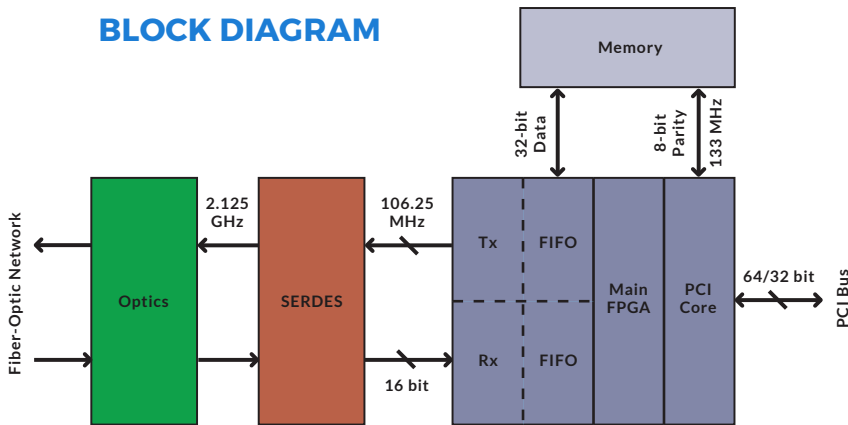 BLOCK DIAGRAM
Memory
32-bit
Data
8-bit
Parity
133 MHz
2.125
GHz
106.25
MHz
Fiber-Optic Network
Optics
SERDES
Tx
FIFO
Main
FPGA
PCI
Core
64/32 bit
PCI Bus
Rx
FIFO
16 bit